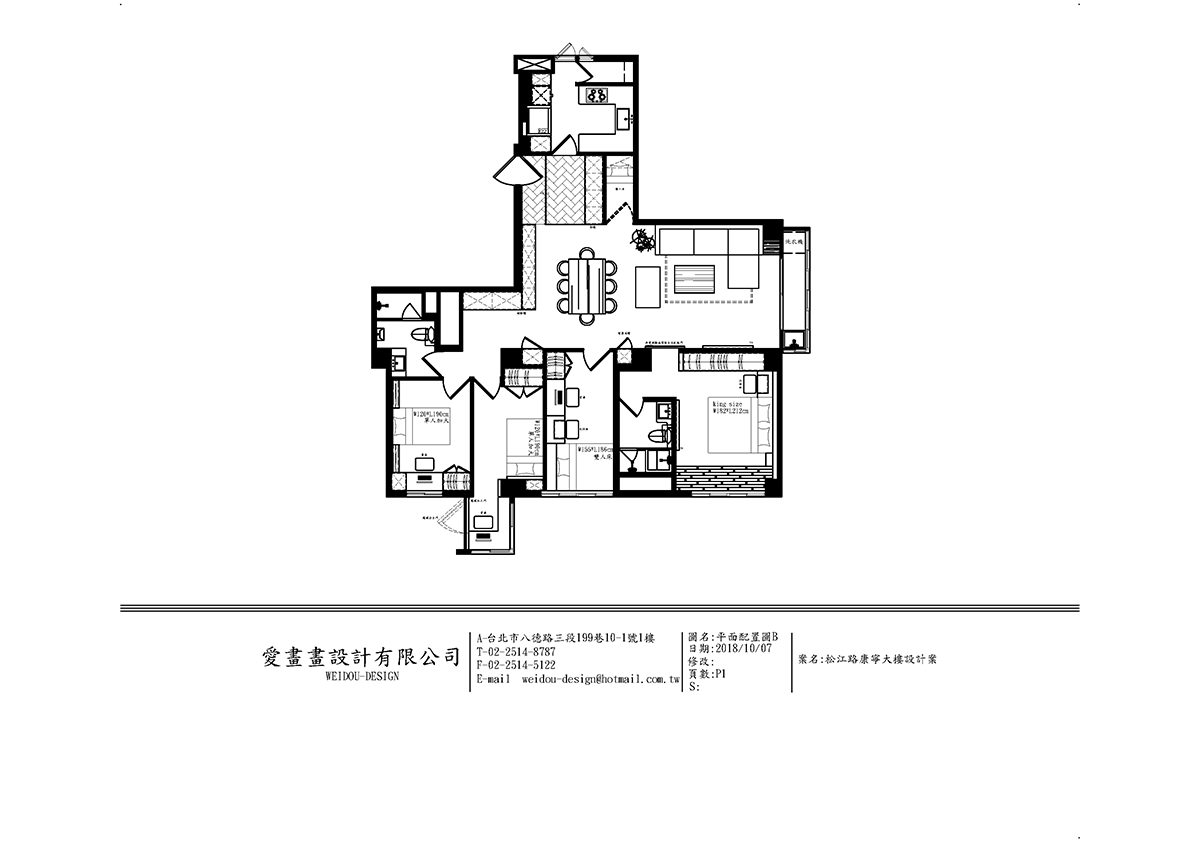 洗衣機
W120*L190cm
單人加大
W120*L190cm
單人加大
W155*L186cm
雙人床
King size
W182*L212cm
愛畫畫設計有限公司
WEIDOU-DESIGN
A-台北市八德路三段199巷10-1號1樓
T-02-2514-8787
F-02-2514-5122
E-mail weidou-design@hotmail.com.tw
圖名:平面配置圖B
日期:2018/10/07
修改:
頁數:P1
S:
案名:松江路康寧大樓設計案